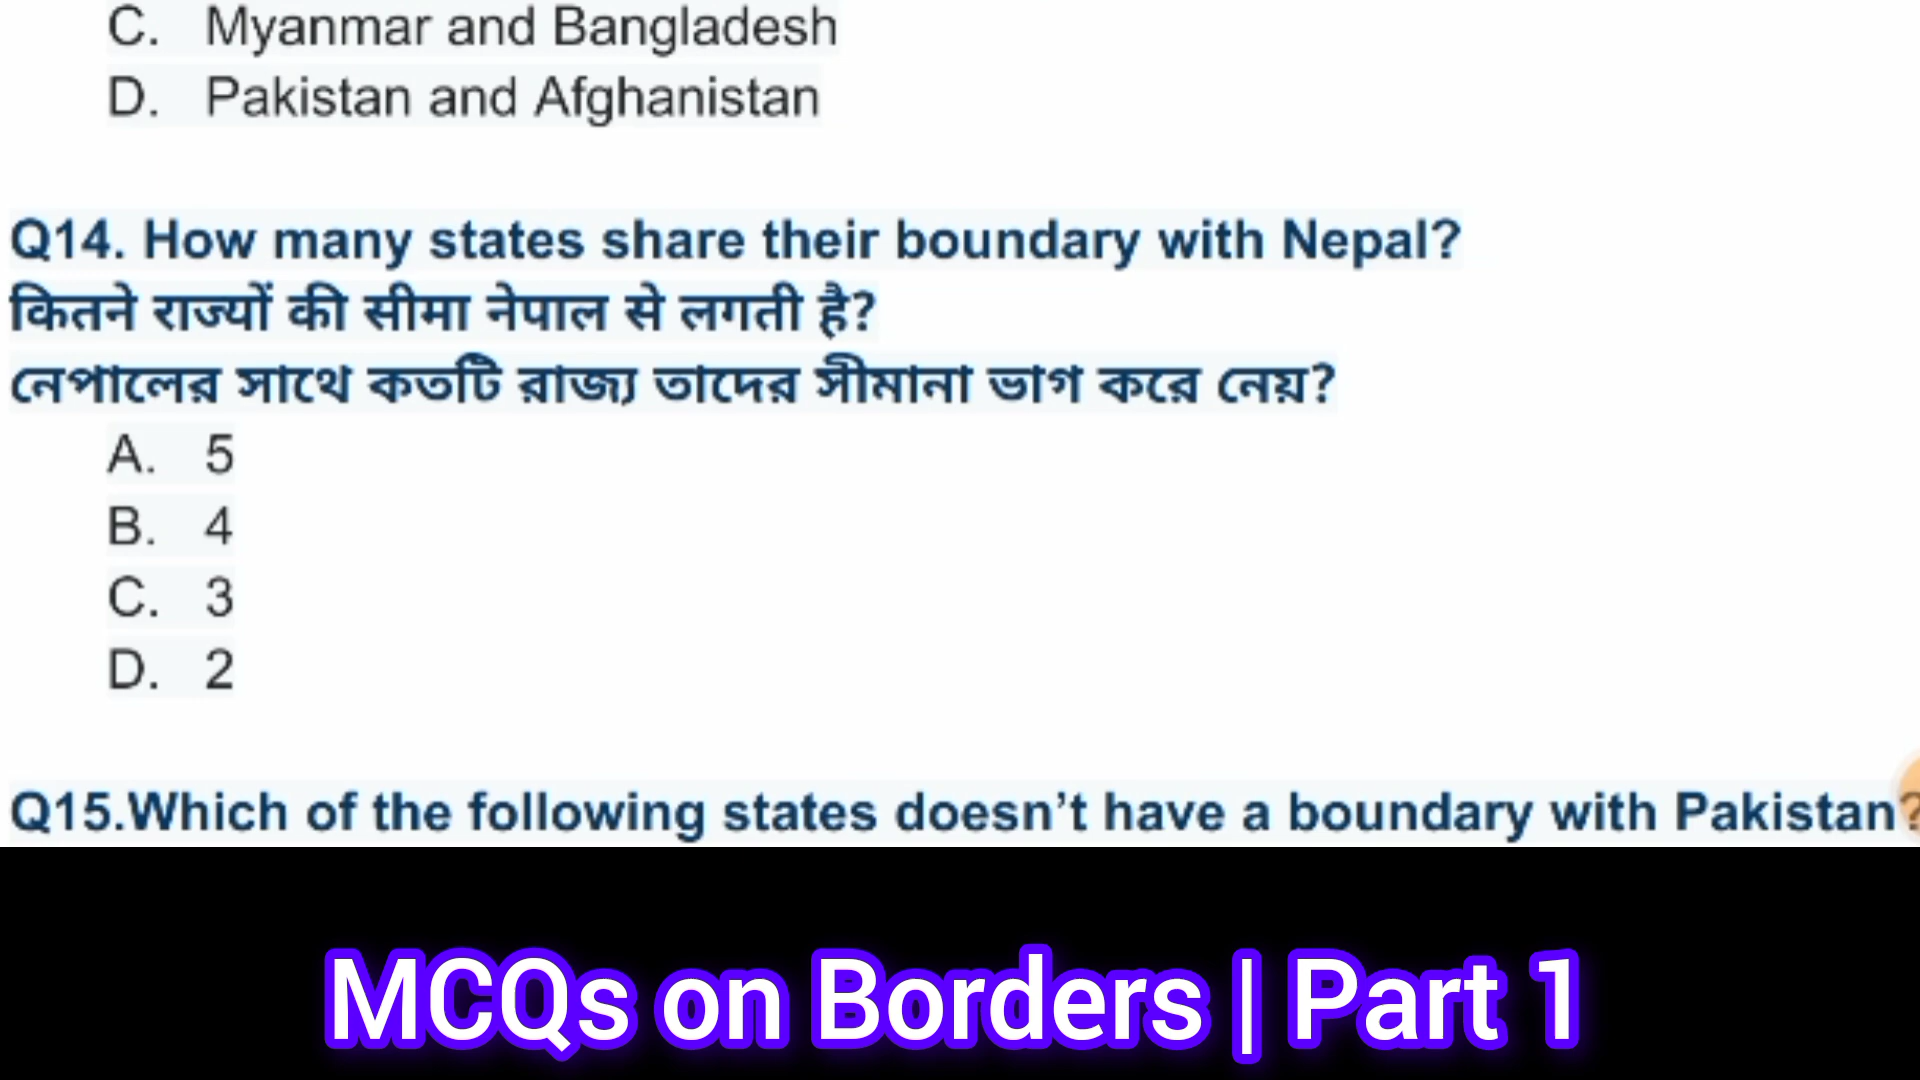 C. Myanmar and Bangladesh
D. Pakistan and Afghanistan
Q14. How many states share their boundary with Nepal?
कितने राज्यों की सीमा नेपाल से लगती है?
নেপালের সাথে কতটি রাজ্য তাদের সীমানা ভাগ করে নেয়?
A. 5
B. 4
C. 3
D. 2
Q15.Which of the following states doesn’t have a boundary with Pakistan?
MCQs on Borders | Part 1